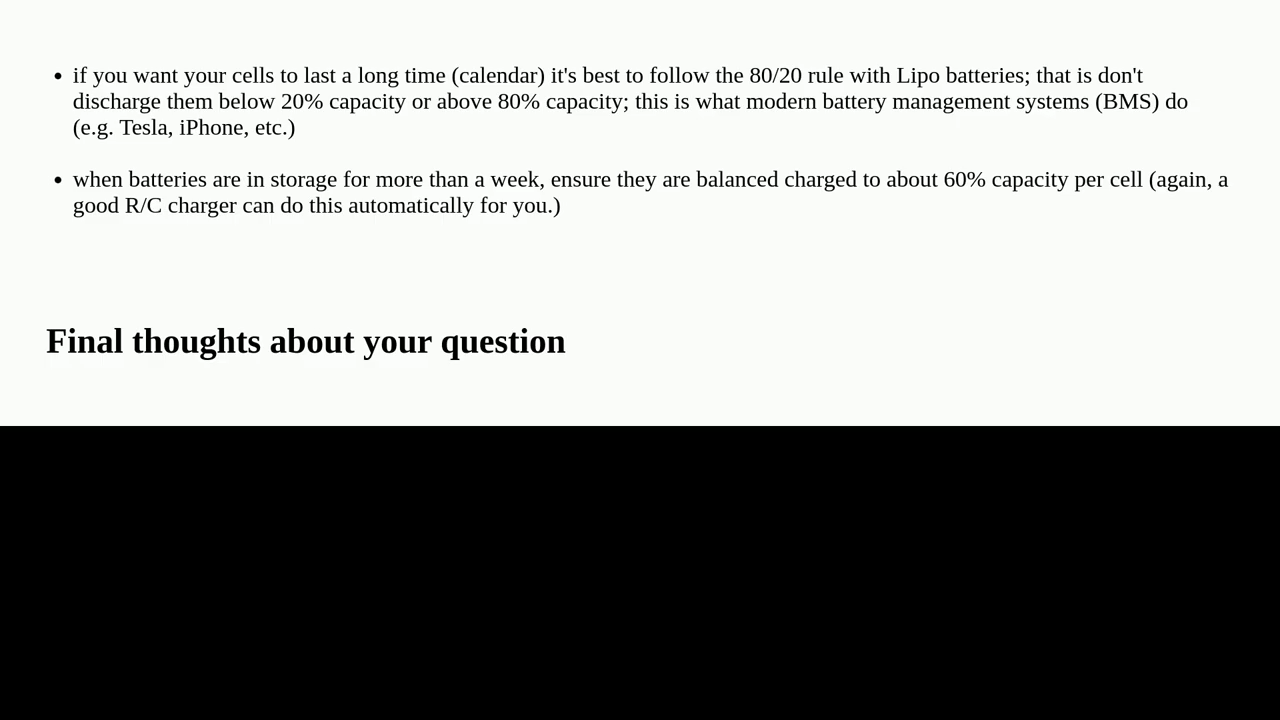 • if you want your cells to last a long time (calendar) it's best to follow the 80/20 rule with Lipo batteries; that is don't
discharge them below 20% capacity or above 80% capacity; this is what modern battery management systems (BMS) do
(e.g. Tesla, iPhone, etc.)
• when batteries are in storage for more than a week, ensure they are balanced charged to about 60% capacity per cell (again, a
good R/C charger can do this automatically for you.)
Final thoughts about your question